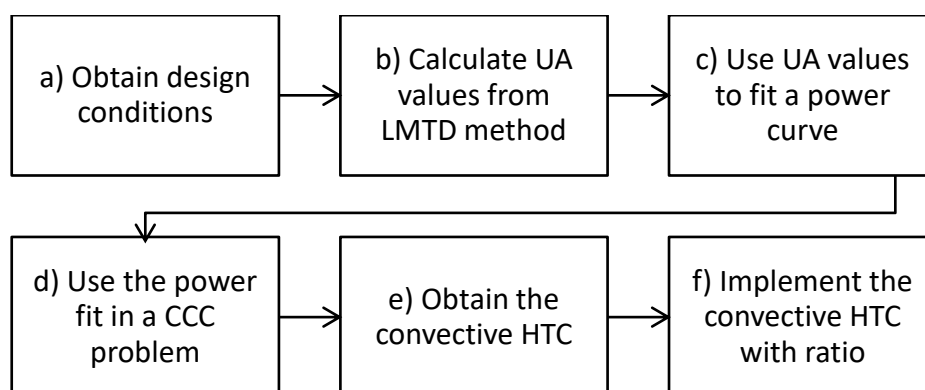 a) Obtain design
conditions
b) Calculate UA
values from
LMTD method
c) Use UA values
to fit a power
curve
d) Use the power
fit in a CCC
problem
e) Obtain the
convective HTC
f) Implement the
convective HTC
with ratio